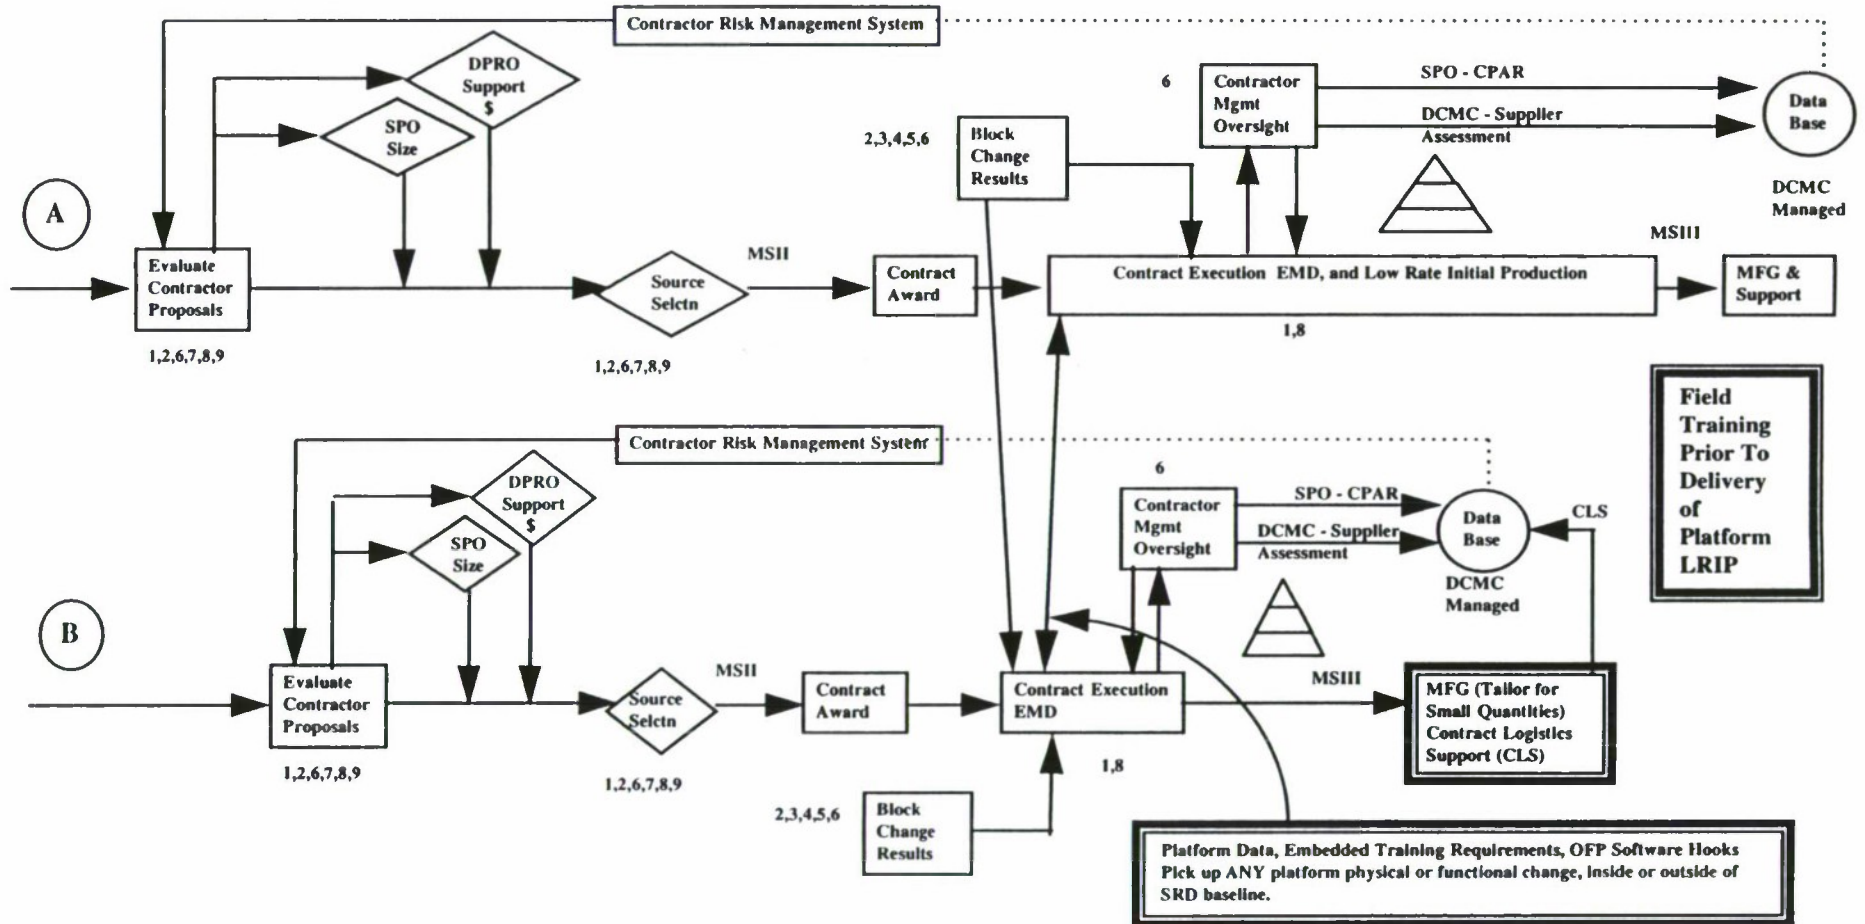 Contractor Risk Management System
DPRO
Support
$
SPO
Size
A
Evaluate
Contractor
Proposals
1,2,6,7,8,9
Source
Selctn
1,2,6,7,8,9
MSII
Contract
Award
2,3,4,5,6
Block
Change
Results
6
Contractor
Mgmt
Oversight
SPO - CPAR
DCMC - Supplier
Assessment
Data
Base
DCMC
Managed
Contract Execution EMD, and Low Rate Initial Production
1,8
MSIII
MFG &
Support
Field
Training
Prior To
Delivery
of
Platform
LRIP
Contractor Risk Management System
DPRO
Support
$
SPO
Size
B
Evaluate
Contractor
Proposals
1,2,6,7,8,9
Source
Selctn
1,2,6,7,8,9
MSII
Contract
Award
6
Contractor
Mgmt
Oversight
SPO - CPAR
DCMC - Supplier
Assessment
Data
Base
DCMC
Managed
CLS
Contract Execution
EMD
1,8
MSIII
MFG (Tailor for
Small Quantities)
Contract Logistics
Support (CLS)
2,3,4,5,6
Block
Change
Results
Platform Data, Embedded Training Requirements, OFP Software Hooks
Pick up ANY platform physical or functional change, inside or outside of
SRD baseline.